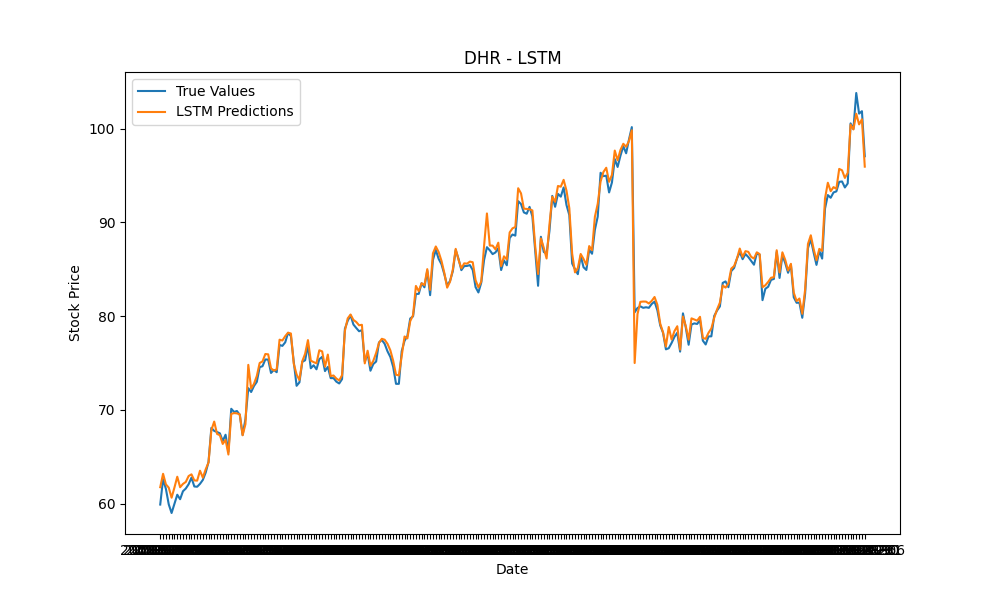 DHR - LSTM
True Values
LSTM Predictions
100
90
80
70
60
Stock Price
Date